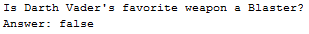 Is Darth Vader's favorite weapon a Blaster?
Answer: false